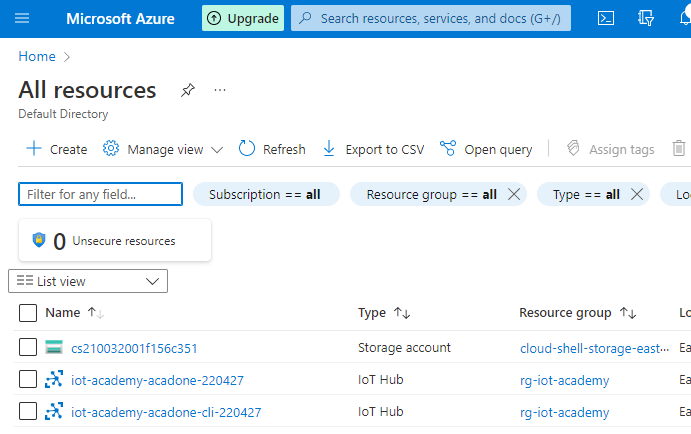 Microsoft Azure Upgrade Search resources, services, and docs (G+/)
Home >
All resources ...
Default Directory
+ Create Manage view Refresh Export to CSV Open query Assign tags
Filter for any field... Subscription == all Resource group == all Type == all Lo
0 Unsecure resources
List view
Name ↑↓ Type ↑↓ Resource group ↑↓ Lo
cs210032001f156c351 Storage account cloud-shell-storage-east... Ea
iot-academy-acadone-220427 IoT Hub rg-iot-academy Ea
iot-academy-acadone-cli-220427 IoT Hub rg-iot-academy Ea